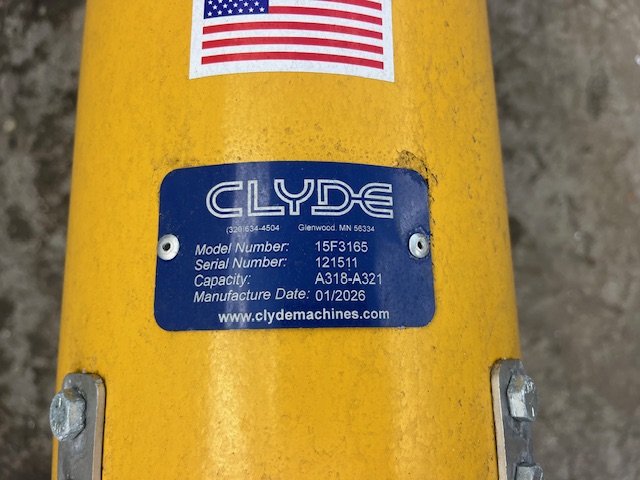 CLYDE
(320)634-4504 Glenwood, MN 56334
Model Number: 15F3165
Serial Number: 121511
Capacity: A318-A321
Manufacture Date: 01/2026
www.clydemachines.com